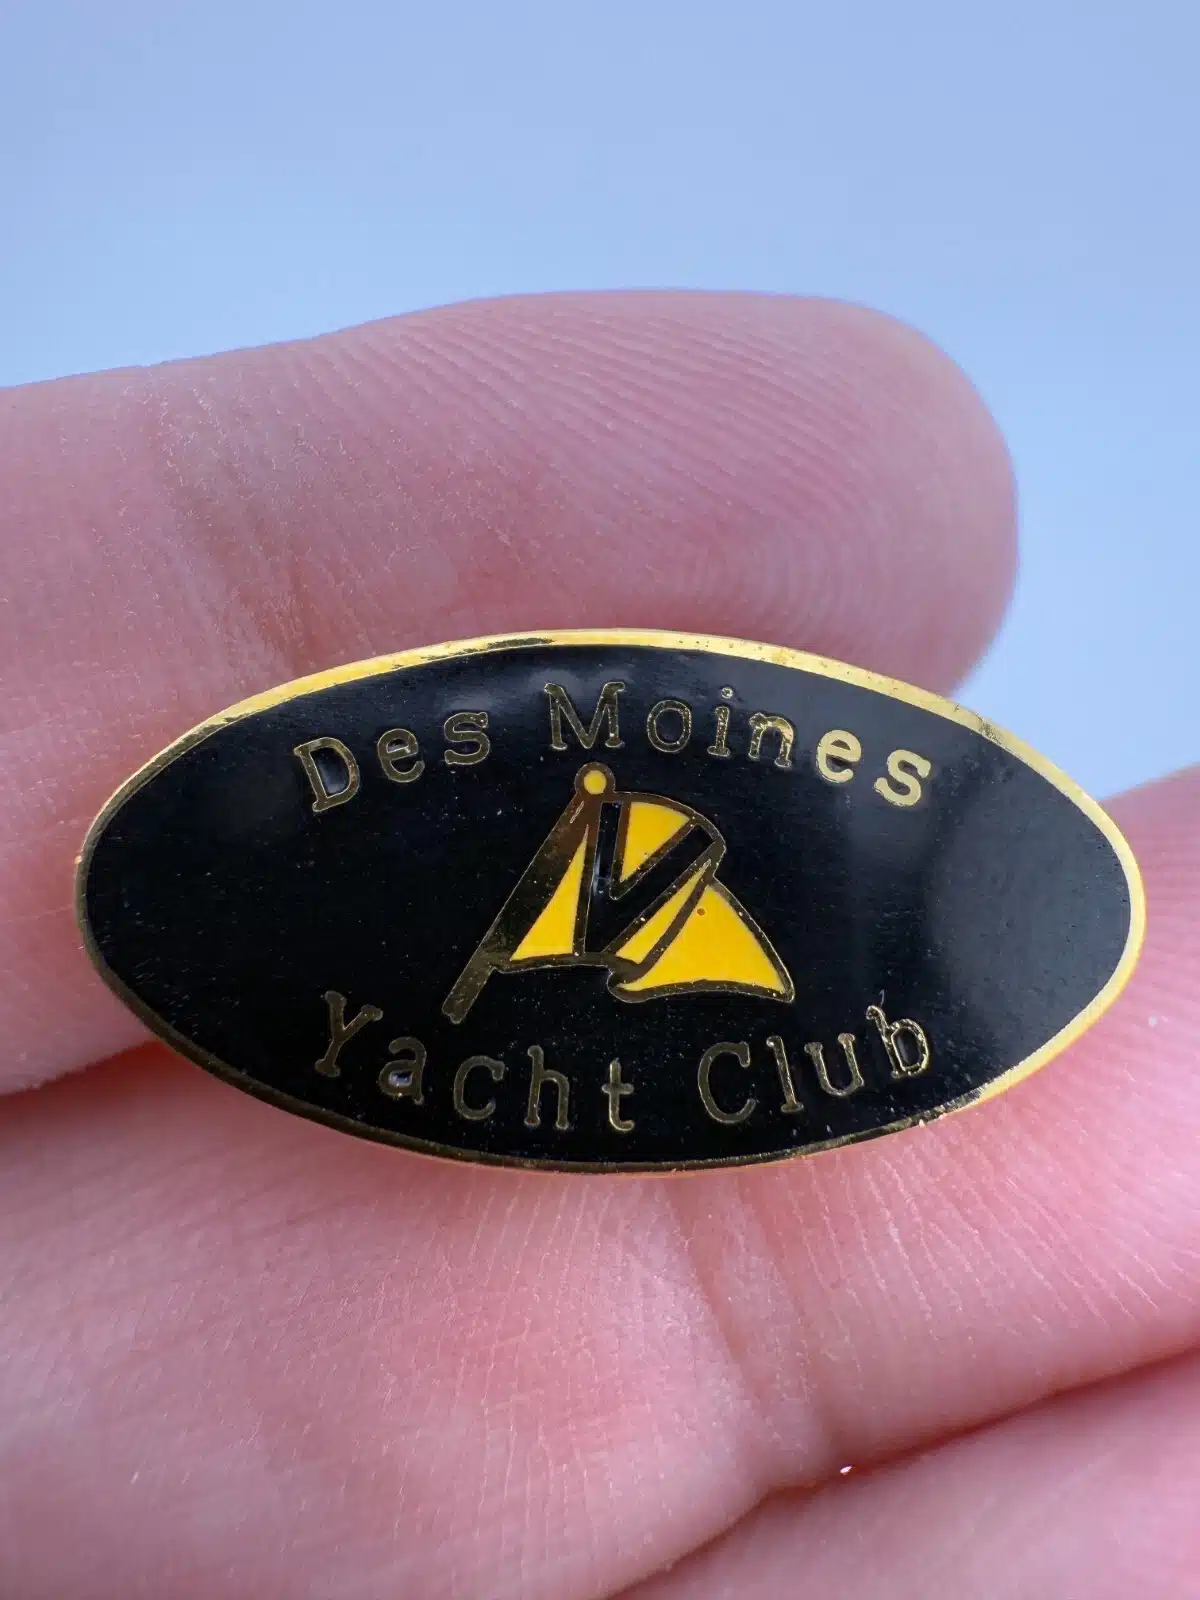 Des Moines
Yacht Club